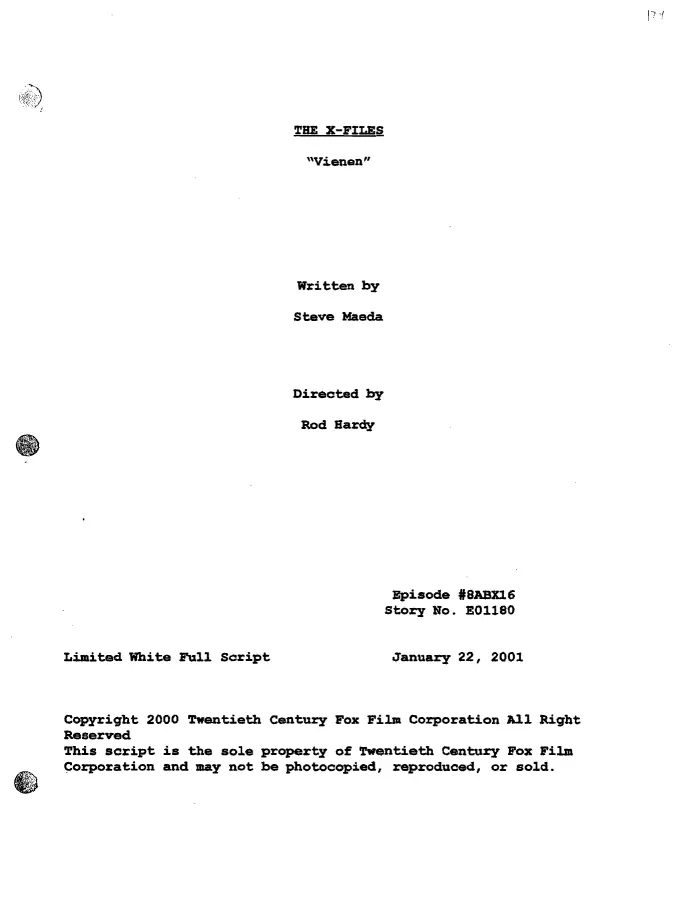 THE X-FILES
"Vienen"
Written by
Steve Maeda
Directed by
Rod Hardy
Episode #8ABX16
Story No. E01180
Limited White Full Script January 22, 2001
Copyright 2000 Twentieth Century Fox Film Corporation All Right
Reserved
This script is the sole property of Twentieth Century Fox Film
Corporation and may not be photocopied, reproduced, or sold.